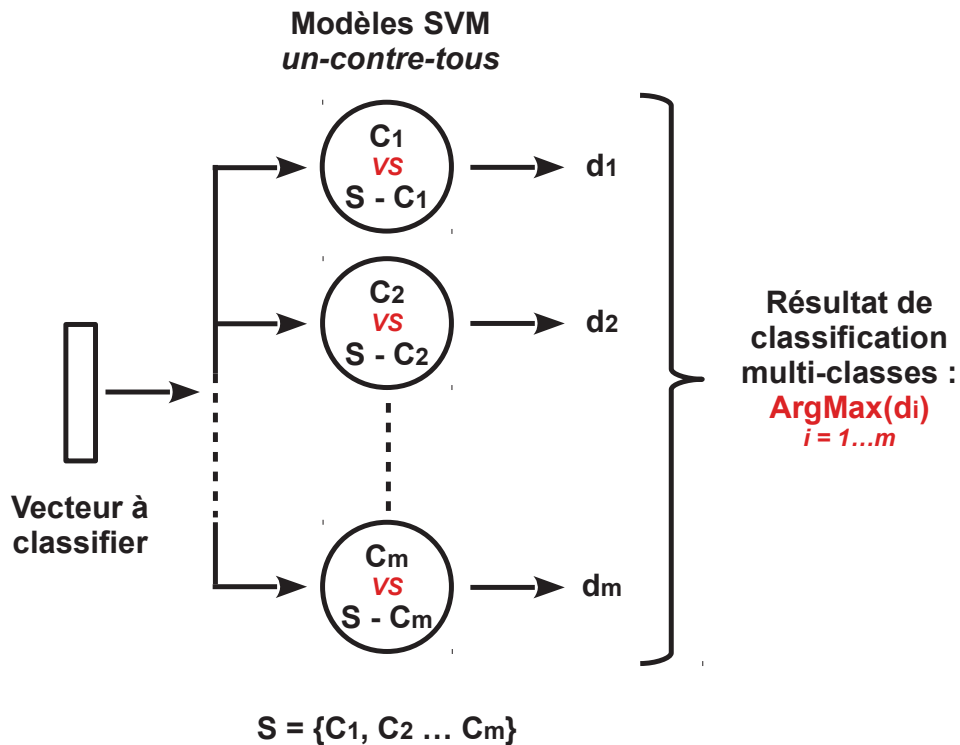 Modèles SVM
un-contre-tous
C1
VS
S - C1
d1
C2
VS
S - C2
d2
Résultat de
classification
multi-classes :
ArgMax(di)
i = 1…m
Vecteur à
classifier
Cm
VS
S - Cm
dm
S = {C1, C2 … Cm}